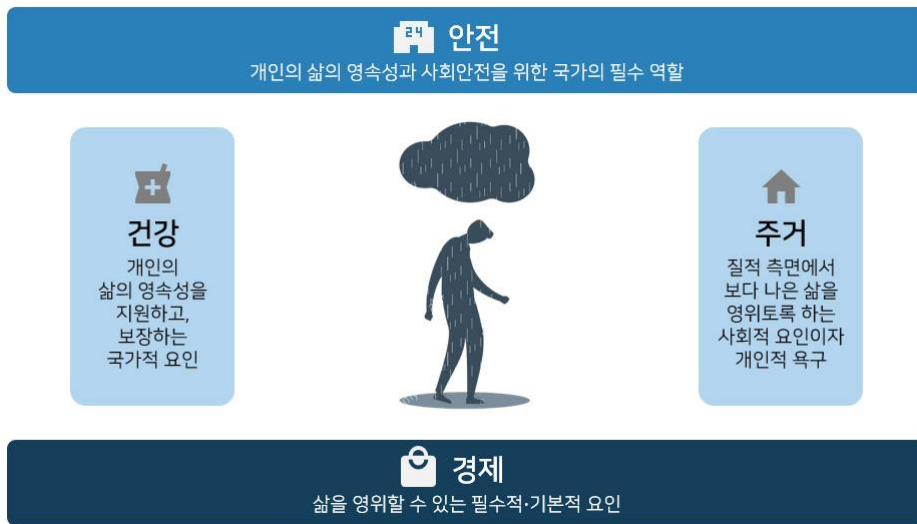 24 안전
개인의 삶의 영속성과 사회안전을 위한 국가의 필수 역할
건강
개인의
삶의 영속성을
지원하고,
보장하는
국가적 요인
주거
질적 측면에서
보다 나은 삶을
영위토록 하는
사회적 요인이자
개인적 욕구
경제
삶을 영위할 수 있는 필수적·기본적 요인